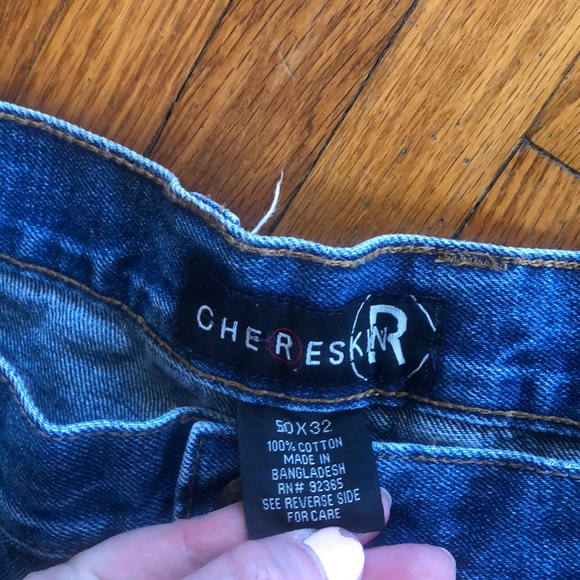 CHERESKIN R
50X32
100% COTTON
MADE IN
BANGLADESH
RN# 92365
SEE REVERSE SIDE
FOR CARE